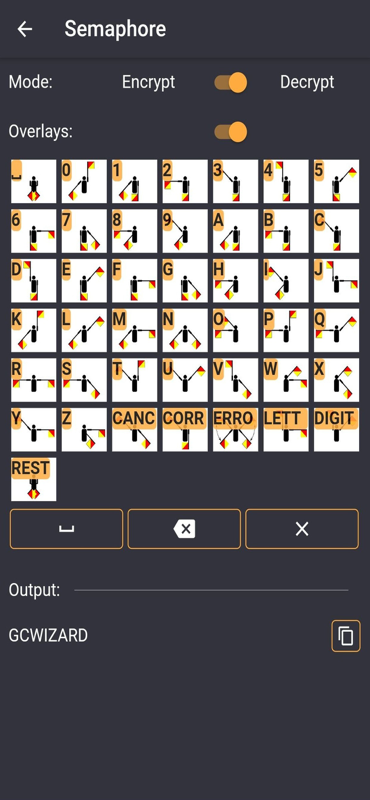 Semaphore
Mode: Encrypt Decrypt
Overlays:
␣ 0 1 2 3 4 5
6 7 8 9 A B C
D E F G H I J
K L M N O P Q
R S T U V W X
Y Z CANC CORR ERRO LETT DIGIT
REST
Output:
GCWIZARD